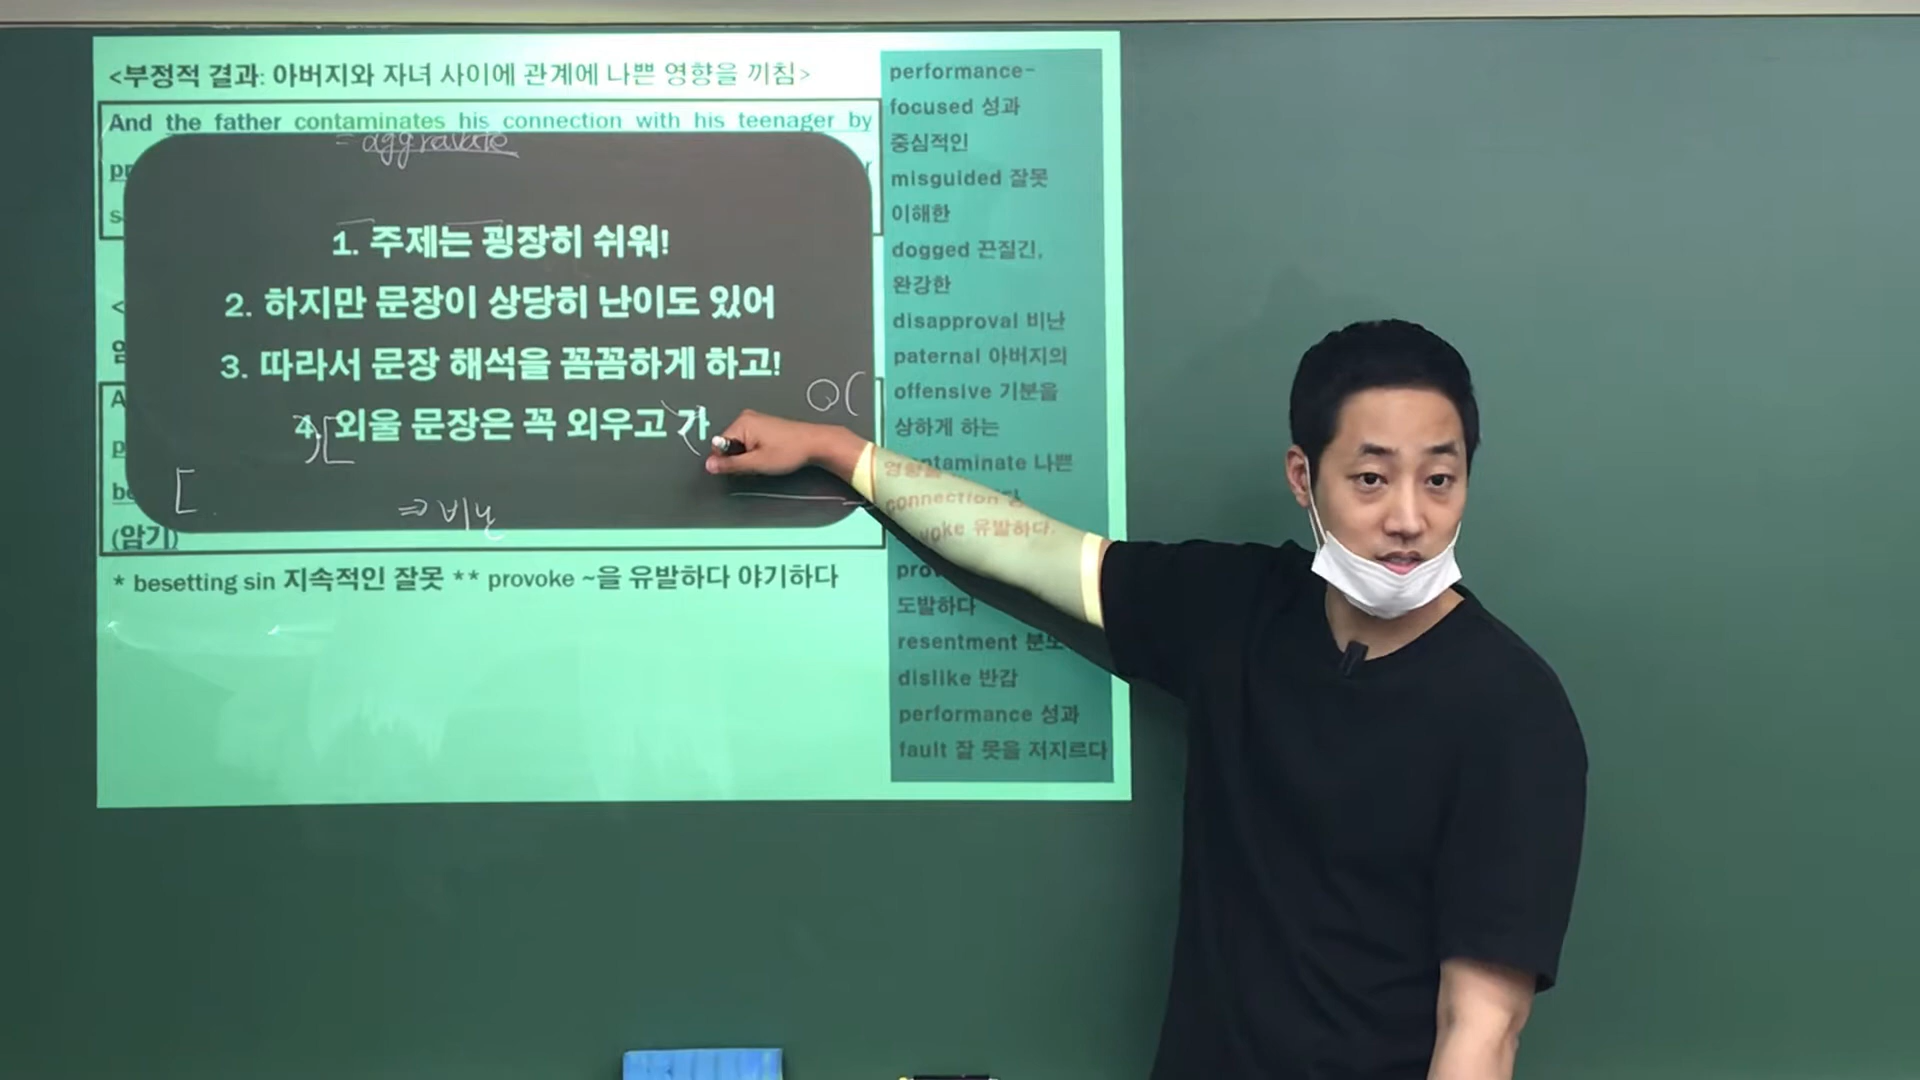 <부정적 결과: 아버지와 자녀 사이에 관계에 나쁜 영향을 끼침>
And the father contaminates his connection with his teenager by
= aggravate
1. 주제는 굉장히 쉬워!
2. 하지만 문장이 상당히 난이도 있어
3. 따라서 문장 해석을 꼼꼼하게 하고!
4. 외울 문장은 꼭 외우고 가
⇒ 비난
(암기)
* besetting sin 지속적인 잘못 ** provoke ~을 유발하다 야기하다
performance-
focused 성과
중심적인
misguided 잘못
이해한
dogged 끈질긴,
완강한
disapproval 비난
paternal 아버지의
offensive 기분을
상하게 하는
나쁜
connection
유발하다.
도발하다
resentment
dislike 반감
performance 성과
fault 잘 못을 저지르다